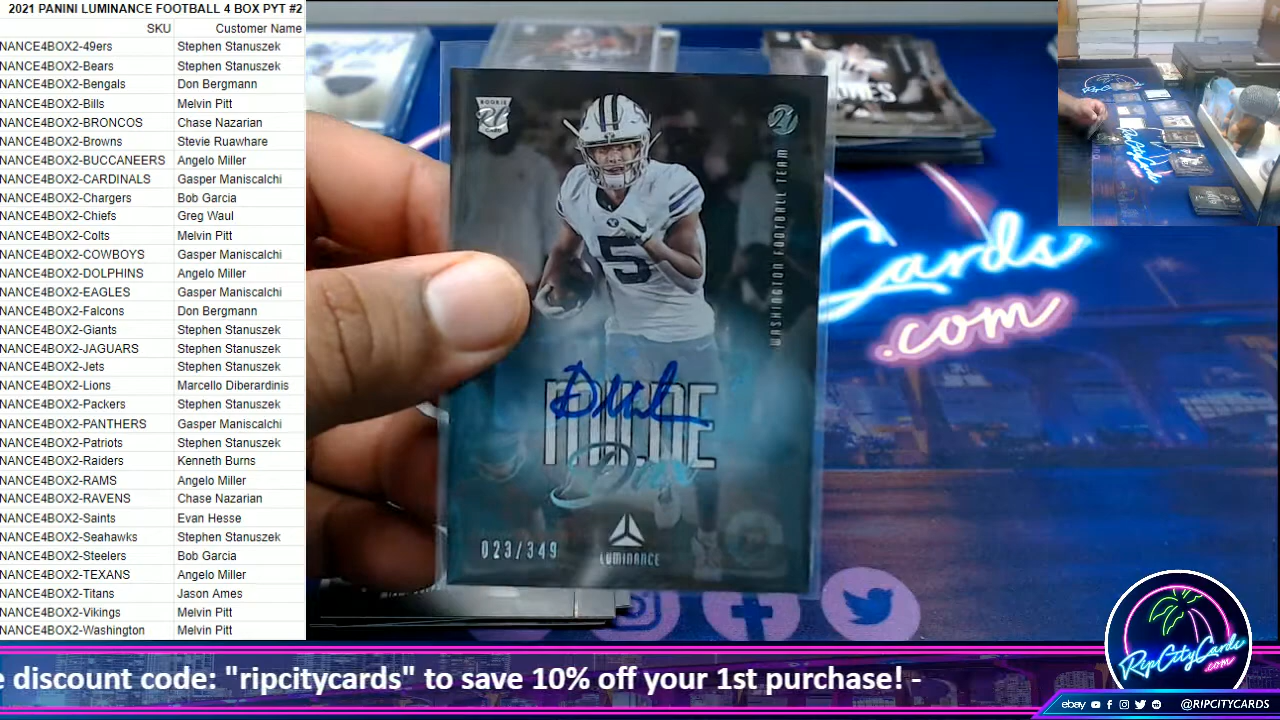 2021 PANINI LUMINANCE FOOTBALL 4 BOX PYT #2
SKU Customer Name
NANCE4BOX2-49ers Stephen Stanuszek
NANCE4BOX2-Bears Stephen Stanuszek
NANCE4BOX2-Bengals Don Bergmann
NANCE4BOX2-Bills Melvin Pitt
NANCE4BOX2-BRONCOS Chase Nazarian
NANCE4BOX2-Browns Stevie Ruawhare
NANCE4BOX2-BUCCANEERS Angelo Miller
NANCE4BOX2-CARDINALS Gasper Maniscalchi
NANCE4BOX2-Chargers Bob Garcia
NANCE4BOX2-Chiefs Greg Waul
NANCE4BOX2-Colts Melvin Pitt
NANCE4BOX2-COWBOYS Gasper Maniscalchi
NANCE4BOX2-DOLPHINS Angelo Miller
NANCE4BOX2-EAGLES Gasper Maniscalchi
NANCE4BOX2-Falcons Don Bergmann
NANCE4BOX2-Giants Stephen Stanuszek
NANCE4BOX2-JAGUARS Stephen Stanuszek
NANCE4BOX2-Jets Stephen Stanuszek
NANCE4BOX2-Lions Marcello Diberardinis
NANCE4BOX2-Packers Stephen Stanuszek
NANCE4BOX2-PANTHERS Gasper Maniscalchi
NANCE4BOX2-Patriots Stephen Stanuszek
NANCE4BOX2-Raiders Kenneth Burns
NANCE4BOX2-RAMS Angelo Miller
NANCE4BOX2-RAVENS Chase Nazarian
NANCE4BOX2-Saints Evan Hesse
NANCE4BOX2-Seahawks Stephen Stanuszek
NANCE4BOX2-Steelers Bob Garcia
NANCE4BOX2-TEXANS Angelo Miller
NANCE4BOX2-Titans Jason Ames
NANCE4BOX2-Vikings Melvin Pitt
NANCE4BOX2-Washington Melvin Pitt
ROOKIE
RC
CARD
21
WASHINGTON FOOTBALL TEAM
5
MILNE
Dax
023/349
LUMINANCE
Cards
.com
RipCityCards
.com
e discount code: "ripcitycards" to save 10% off your 1st purchase! -
ebay @RIPCITYCARDS